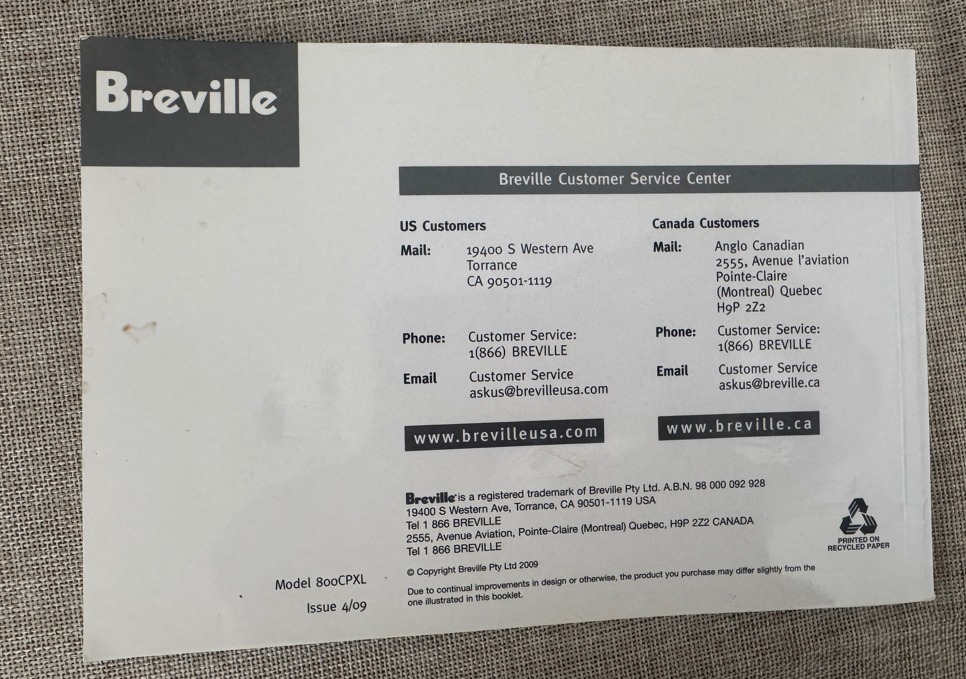 Breville
Breville Customer Service Center
US Customers
Mail: 19400 S Western Ave
Torrance
CA 90501-1119
Phone: Customer Service:
1(866) BREVILLE
Email Customer Service
askus@brevilleusa.com
www.brevilleusa.com
Canada Customers
Mail: Anglo Canadian
2555, Avenue l'aviation
Pointe-Claire
(Montreal) Quebec
H9P 2Z2
Phone: Customer Service:
1(866) BREVILLE
Email Customer Service
askus@breville.ca
www.breville.ca
Breville is a registered trademark of Breville Pty Ltd. A.B.N. 98 000 092 928
19400 S Western Ave, Torrance, CA 90501-1119 USA
Tel 1 866 BREVILLE
2555, Avenue Aviation, Pointe-Claire (Montreal) Quebec, H9P 2Z2 CANADA
Tel 1 866 BREVILLE
© Copyright Breville Pty Ltd 2009
Due to continual improvements in design or otherwise, the product you purchase may differ slightly from the
one illustrated in this booklet.
PRINTED ON
RECYCLED PAPER
Model 800CPXL
Issue 4/09